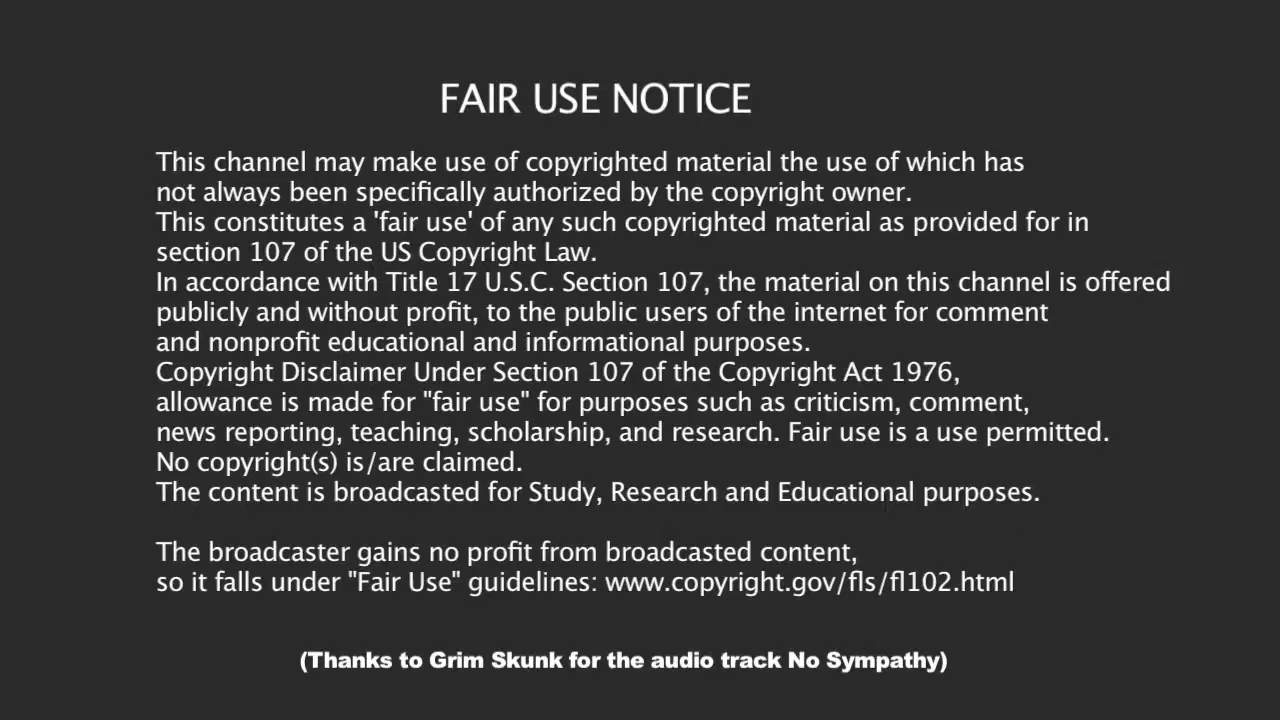 FAIR USE NOTICE
This channel may make use of copyrighted material the use of which has
not always been specifically authorized by the copyright owner.
This constitutes a 'fair use' of any such copyrighted material as provided for in
section 107 of the US Copyright Law.
In accordance with Title 17 U.S.C. Section 107, the material on this channel is offered
publicly and without profit, to the public users of the internet for comment
and nonprofit educational and informational purposes.
Copyright Disclaimer Under Section 107 of the Copyright Act 1976,
allowance is made for "fair use" for purposes such as criticism, comment,
news reporting, teaching, scholarship, and research. Fair use is a use permitted.
No copyright(s) is/are claimed.
The content is broadcasted for Study, Research and Educational purposes.
The broadcaster gains no profit from broadcasted content,
so it falls under "Fair Use" guidelines: www.copyright.gov/fls/fl102.html
(Thanks to Grim Skunk for the audio track No Sympathy)